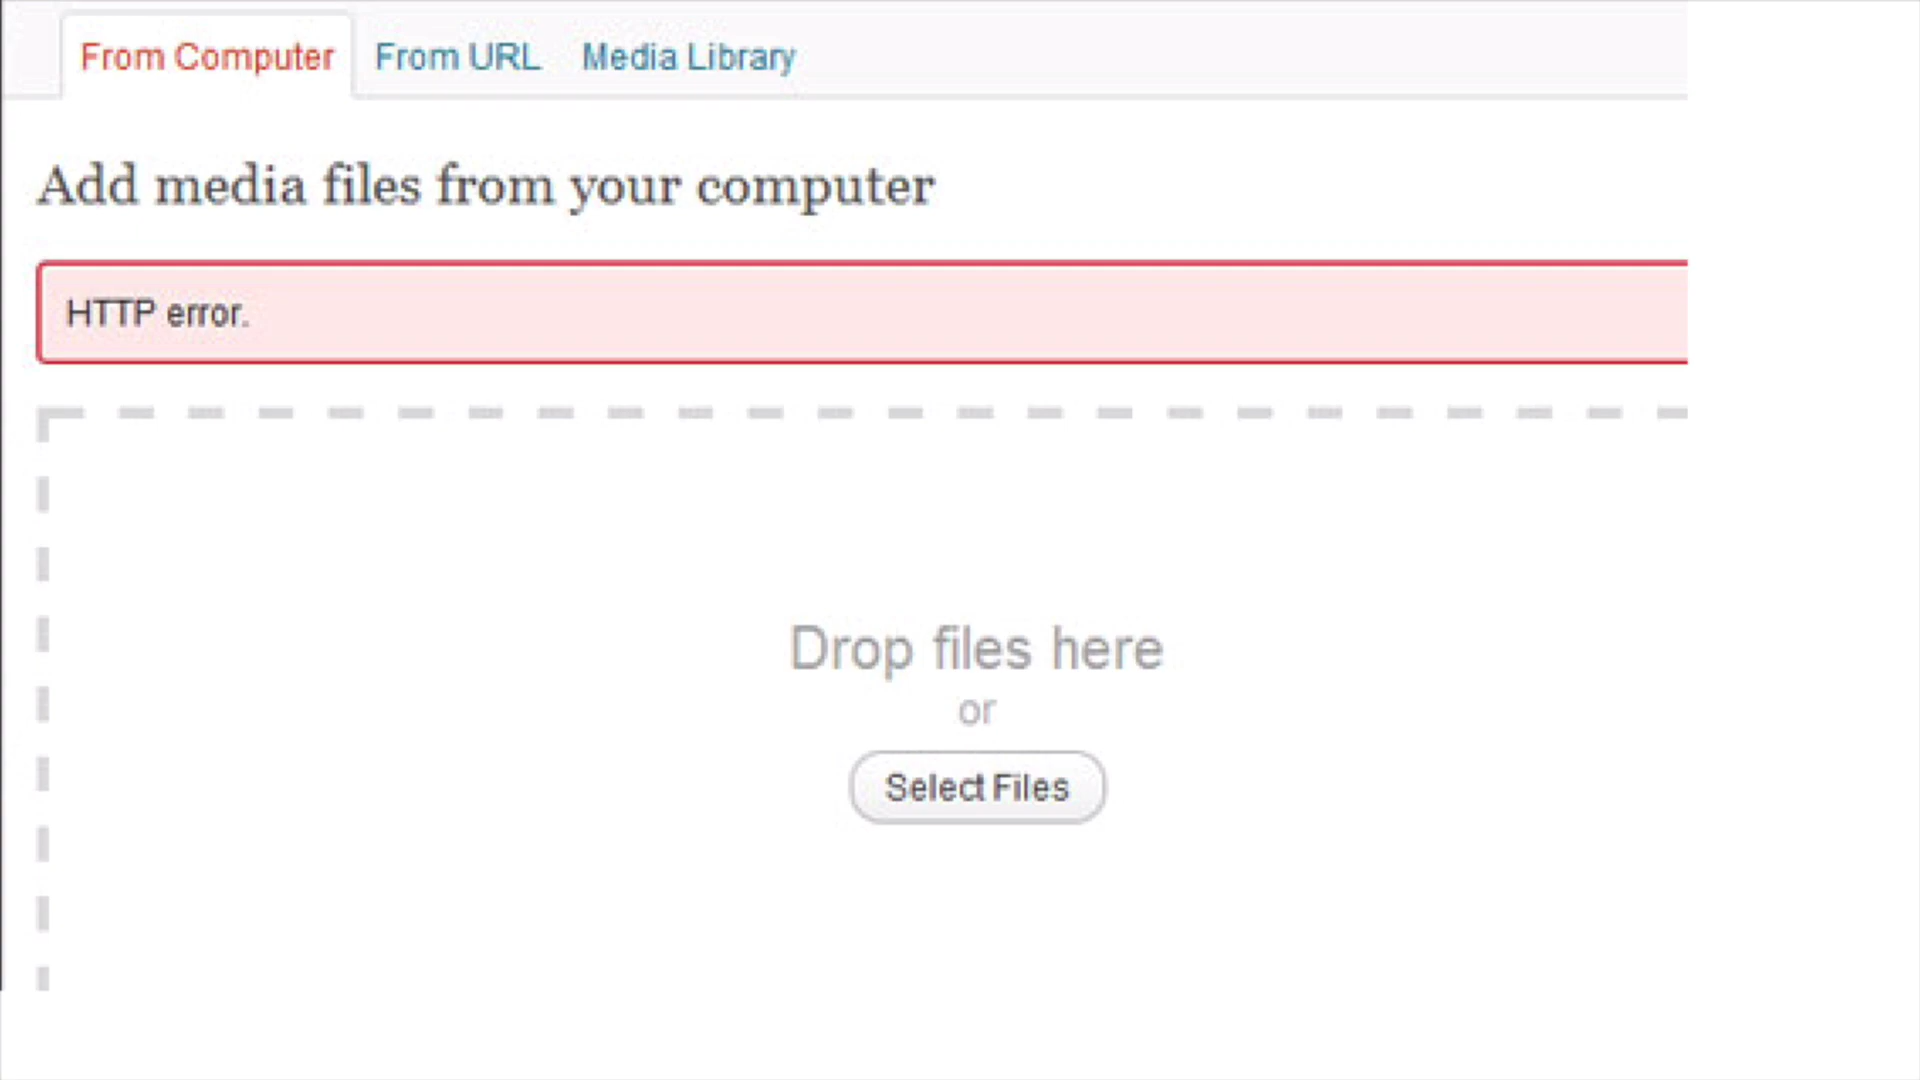 From Computer From URL Media Library
Add media files from your computer
HTTP error.
Drop files here
or
Select Files